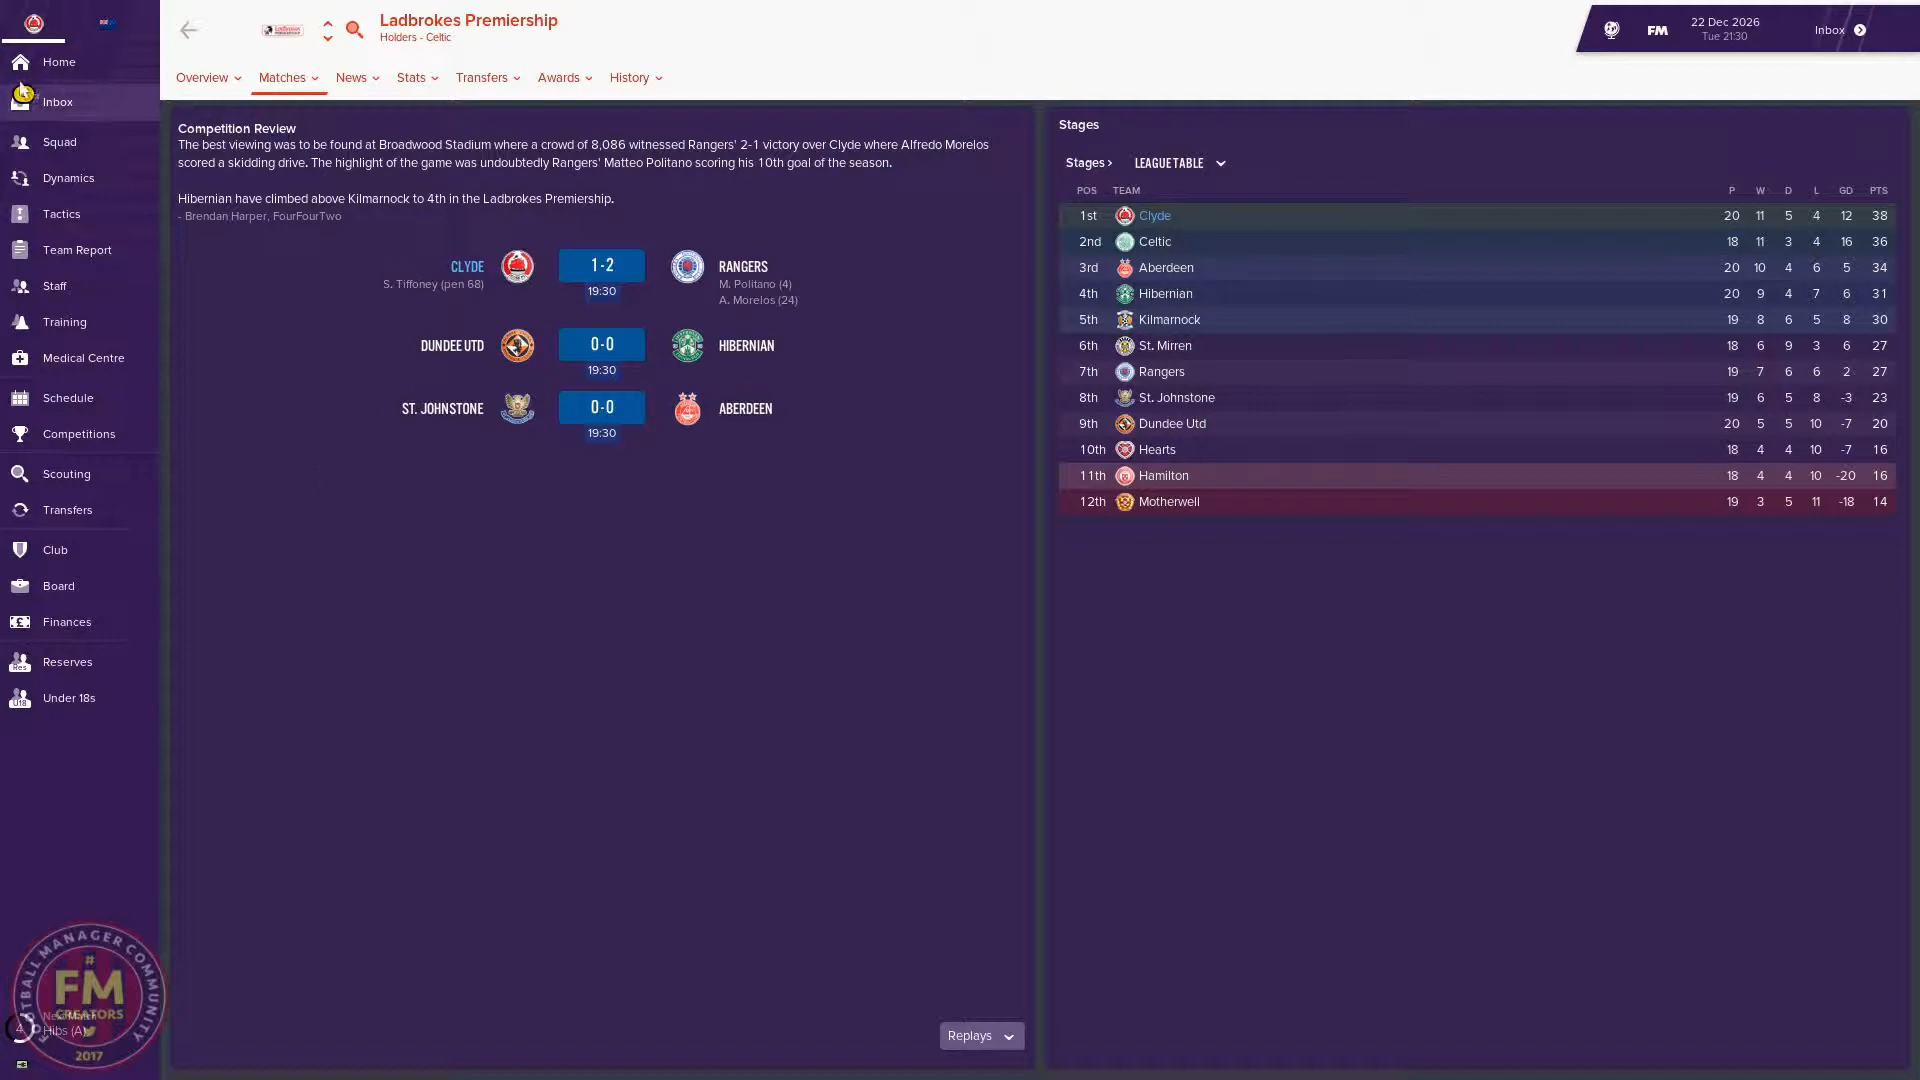 Ladbrokes Premiership
Holders - Celtic
22 Dec 2026
Tue 21:30
FM
Inbox
Overview
Matches
News
Stats
Transfers
Awards
History
Home
Inbox
Squad
Dynamics
Tactics
Team Report
Staff
Training
Medical Centre
Schedule
Competitions
Scouting
Transfers
Club
Board
Finances
Reserves
Res
Under 18s
U18
Competition Review
The best viewing was to be found at Broadwood Stadium where a crowd of 8,086 witnessed Rangers' 2-1 victory over Clyde where Alfredo Morelos
scored a skidding drive. The highlight of the game was undoubtedly Rangers' Matteo Politano scoring his 10th goal of the season.
Hibernian have climbed above Kilmarnock to 4th in the Ladbrokes Premiership.
- Brendan Harper, FourFourTwo
CLYDE 1-2 RANGERS
S. Tiffoney (pen 68) 19:30 M. Politano (4)
A. Morelos (24)
DUNDEE UTD 0-0 HIBERNIAN
19:30
ST. JOHNSTONE 0-0 ABERDEEN
19:30
Replays
Stages
Stages > LEAGUE TABLE
POS TEAM P W D L GD PTS
1st Clyde 20 11 5 4 12 38
2nd Celtic 18 11 3 4 16 36
3rd Aberdeen 20 10 4 6 5 34
4th Hibernian 20 9 4 7 6 31
5th Kilmarnock 19 8 6 5 8 30
6th St. Mirren 18 6 9 3 6 27
7th Rangers 19 7 6 6 2 27
8th St. Johnstone 19 6 5 8 -3 23
9th Dundee Utd 20 5 5 10 -7 20
10th Hearts 18 4 4 10 -7 16
11th Hamilton 18 4 4 10 -20 16
12th Motherwell 19 3 5 11 -18 14
FOOTBALL MANAGER COMMUNITY
#
FM
CREATORS
2017
4
Next Match
Hibs (A)